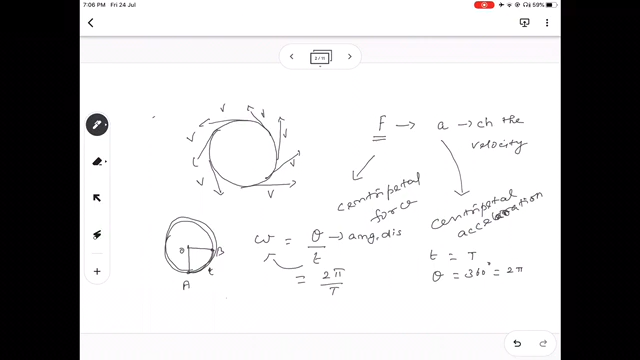 7:06 PM Fri 24 Jul
59%
2 / 11
V V V V V V V
F → a → ch the
velocity
centripetal
force
centripetal
acceleration
ω = θ → ang. dis
t
= 2π
T
t = T
θ = 360° = 2π
O B
A t